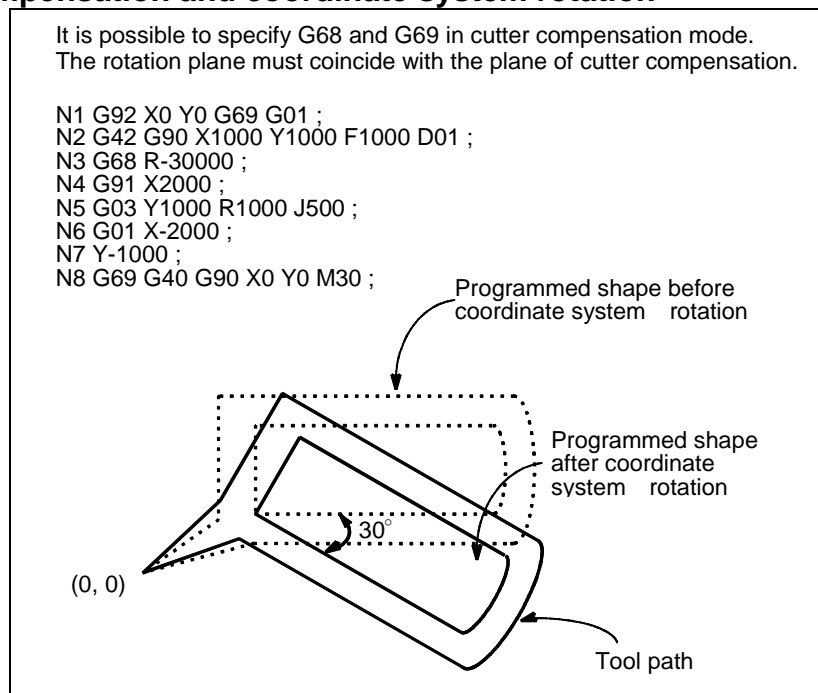 compensation and coordinate system rotation
It is possible to specify G68 and G69 in cutter compensation mode.
The rotation plane must coincide with the plane of cutter compensation.
N1 G92 X0 Y0 G69 G01 ;
N2 G42 G90 X1000 Y1000 F1000 D01 ;
N3 G68 R-30000 ;
N4 G91 X2000 ;
N5 G03 Y1000 R1000 J500 ;
N6 G01 X-2000 ;
N7 Y-1000 ;
N8 G69 G40 G90 X0 Y0 M30 ;
Programmed shape before
coordinate system rotation
Programmed shape
after coordinate
system rotation
30°
(0, 0)
Tool path